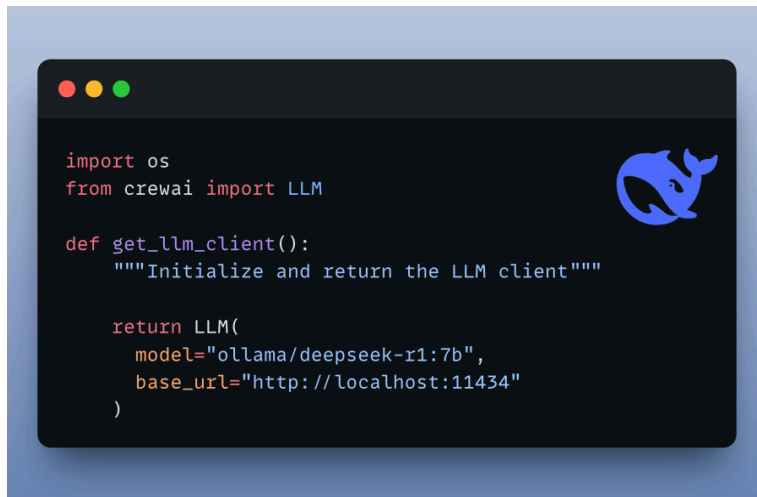 import os
from crewai import LLM
def get_llm_client():
    """Initialize and return the LLM client"""
    return LLM(
      model="ollama/deepseek-r1:7b",
      base_url="http://localhost:11434"
    )